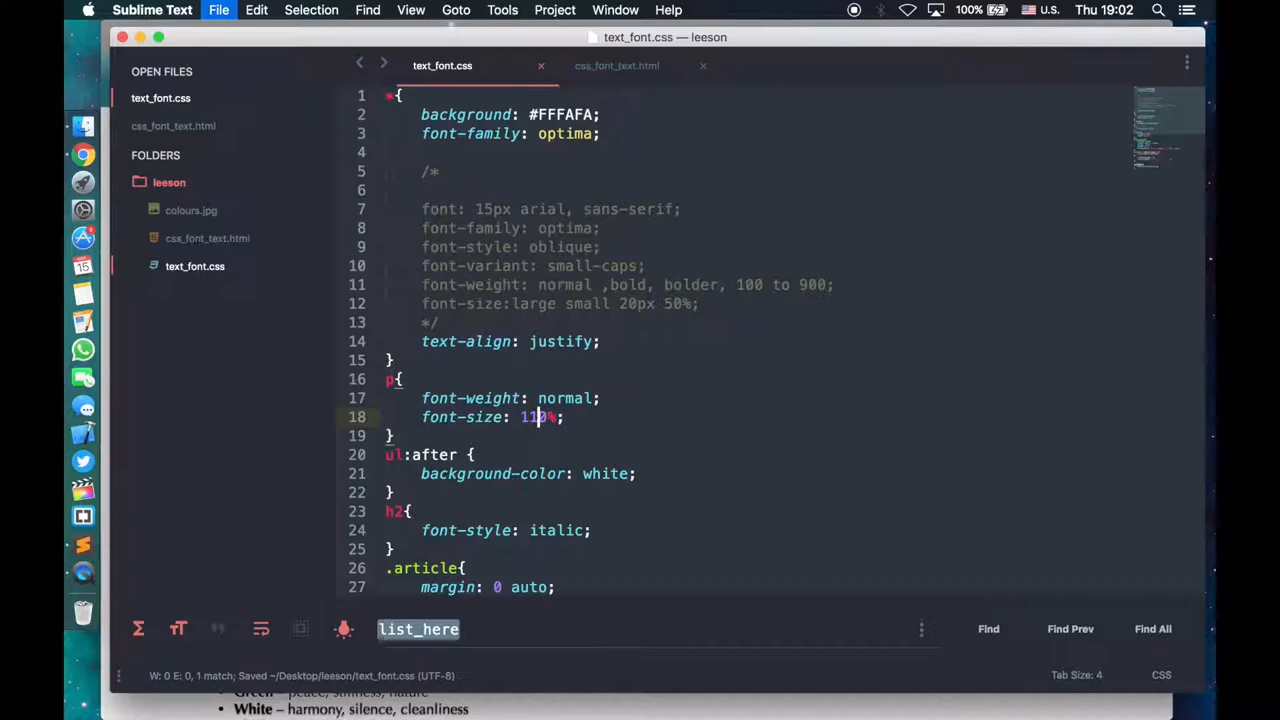 Sublime Text File Edit Selection Find View Goto Tools Project Window Help 100% U.S. Thu 19:02
text_font.css — leeson
OPEN FILES
text_font.css
css_font_text.html
FOLDERS
leeson
colours.jpg
css_font_text.html
text_font.css
15
text_font.css css_font_text.html
1 *{
2 background: #FFFAFA;
3 font-family: optima;
4
5 /*
6
7 font: 15px arial, sans-serif;
8 font-family: optima;
9 font-style: oblique;
10 font-variant: small-caps;
11 font-weight: normal ,bold, bolder, 100 to 900;
12 font-size:large small 20px 50%;
13 */
14 text-align: justify;
15 }
16 p{
17 font-weight: normal;
18 font-size: 110%;
19 }
20 ul:after {
21 background-color: white;
22 }
23 h2{
24 font-style: italic;
25 }
26 .article{
27 margin: 0 auto;
list_here
Find Find Prev Find All
W: 0 E: 0, 1 match; Saved ~/Desktop/leeson/text_font.css (UTF-8) Tab Size: 4 CSS
• Green – peace, stillness, nature
• White – harmony, silence, cleanliness